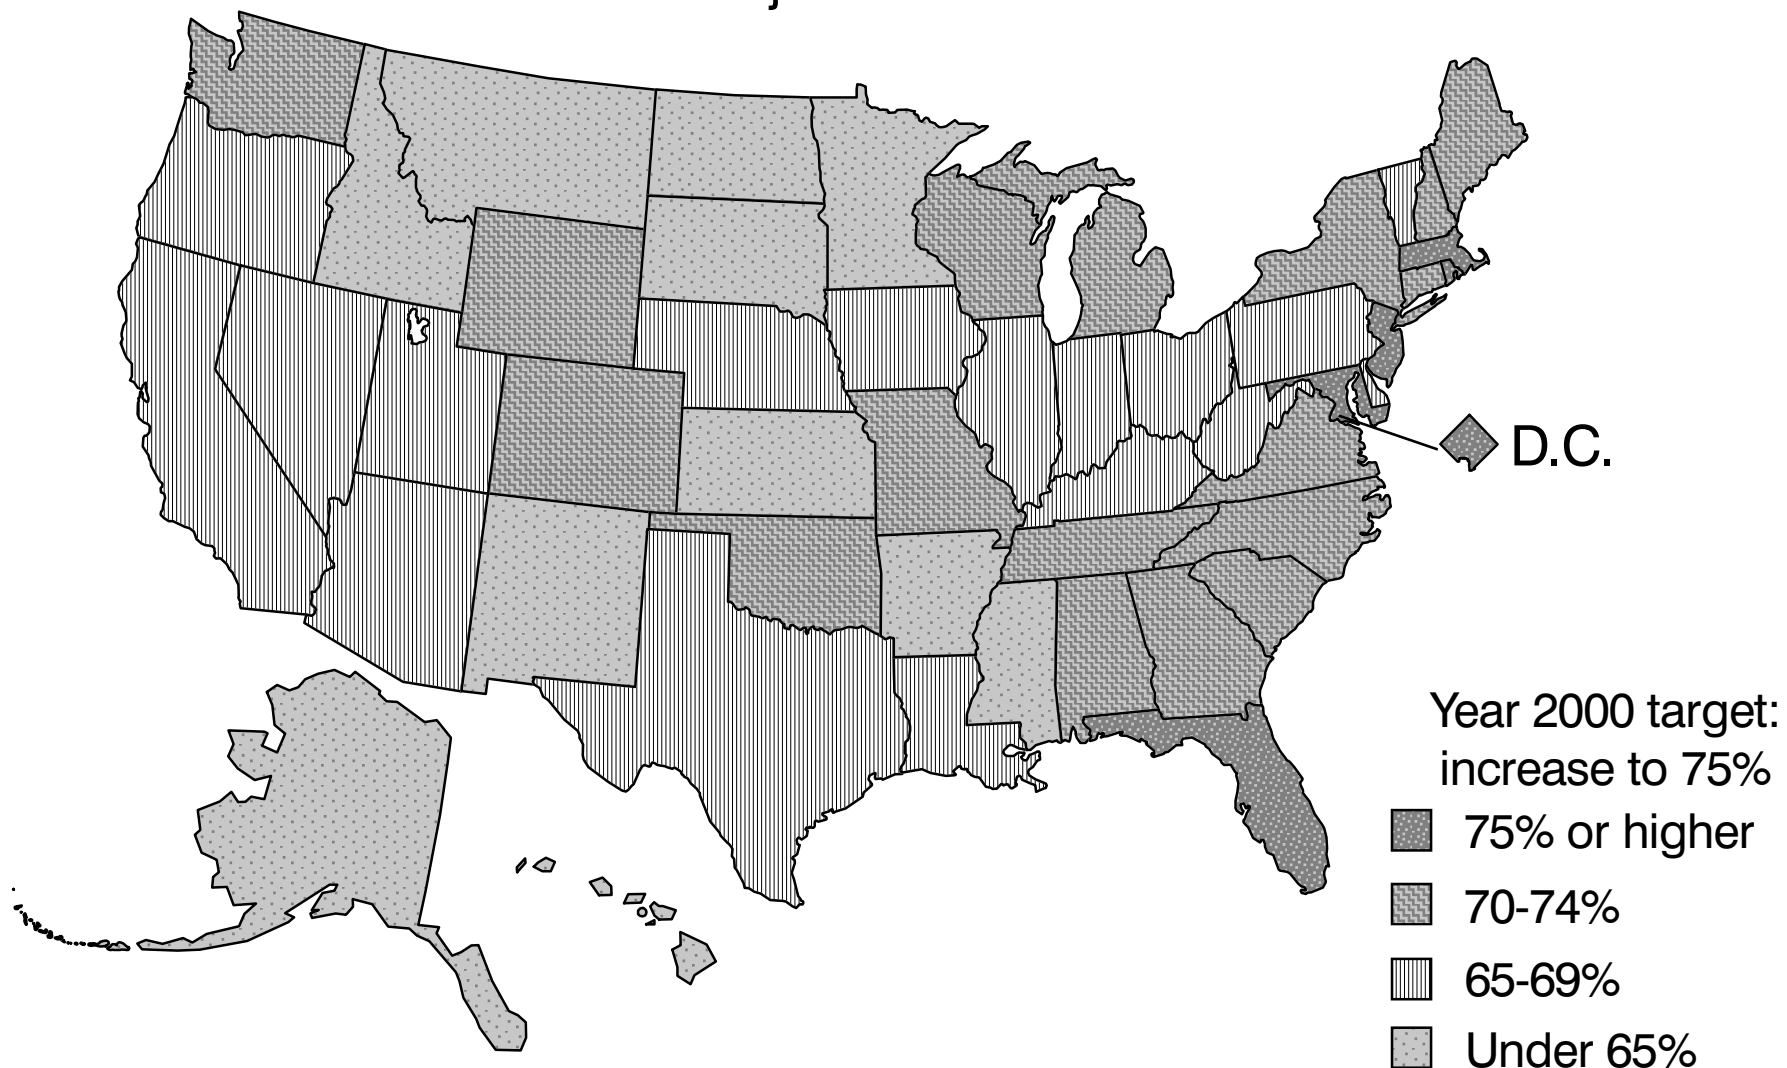 D.C.
Year 2000 target:
increase to 75%
75% or higher
70-74%
65-69%
Under 65%